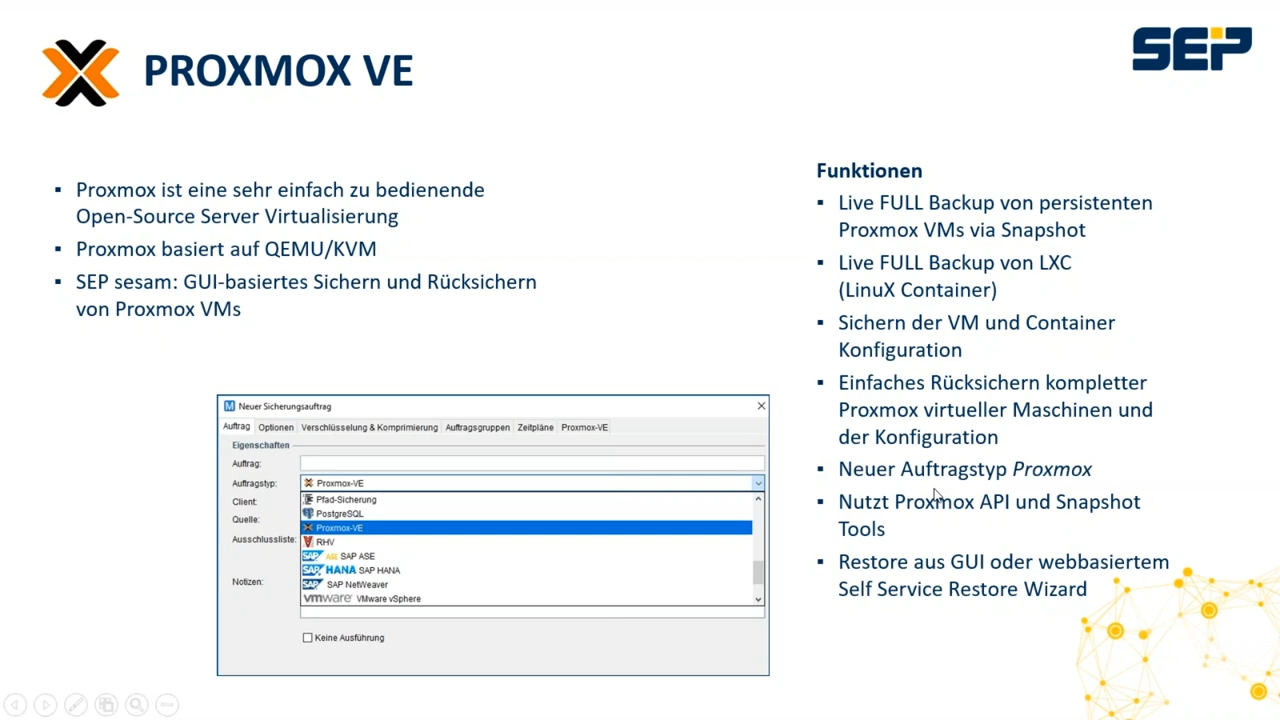 PROXMOX VE
SEP
▪ Proxmox ist eine sehr einfach zu bedienende
Open-Source Server Virtualisierung
▪ Proxmox basiert auf QEMU/KVM
▪ SEP sesam: GUI-basiertes Sichern und Rücksichern
von Proxmox VMs
Neuer Sicherungsauftrag
Auftrag Optionen Verschlüsselung & Komprimierung Auftragsgruppen Zeitpläne Proxmox-VE
Eigenschaften
Auftrag:
Auftragstyp: Proxmox-VE
Client: Pfad-Sicherung
PostgreSQL
Quelle:
Proxmox-VE
Ausschlussliste: RHV
SAP ASE SAP ASE
SAP HANA SAP HANA
Notizen: SAP SAP NetWeaver
vmware VMware vSphere
Keine Ausführung
Funktionen
▪ Live FULL Backup von persistenten
Proxmox VMs via Snapshot
▪ Live FULL Backup von LXC
(LinuX Container)
▪ Sichern der VM und Container
Konfiguration
▪ Einfaches Rücksichern kompletter
Proxmox virtueller Maschinen und
der Konfiguration
▪ Neuer Auftragstyp Proxmox
▪ Nutzt Proxmox API und Snapshot
Tools
▪ Restore aus GUI oder webbasiertem
Self Service Restore Wizard